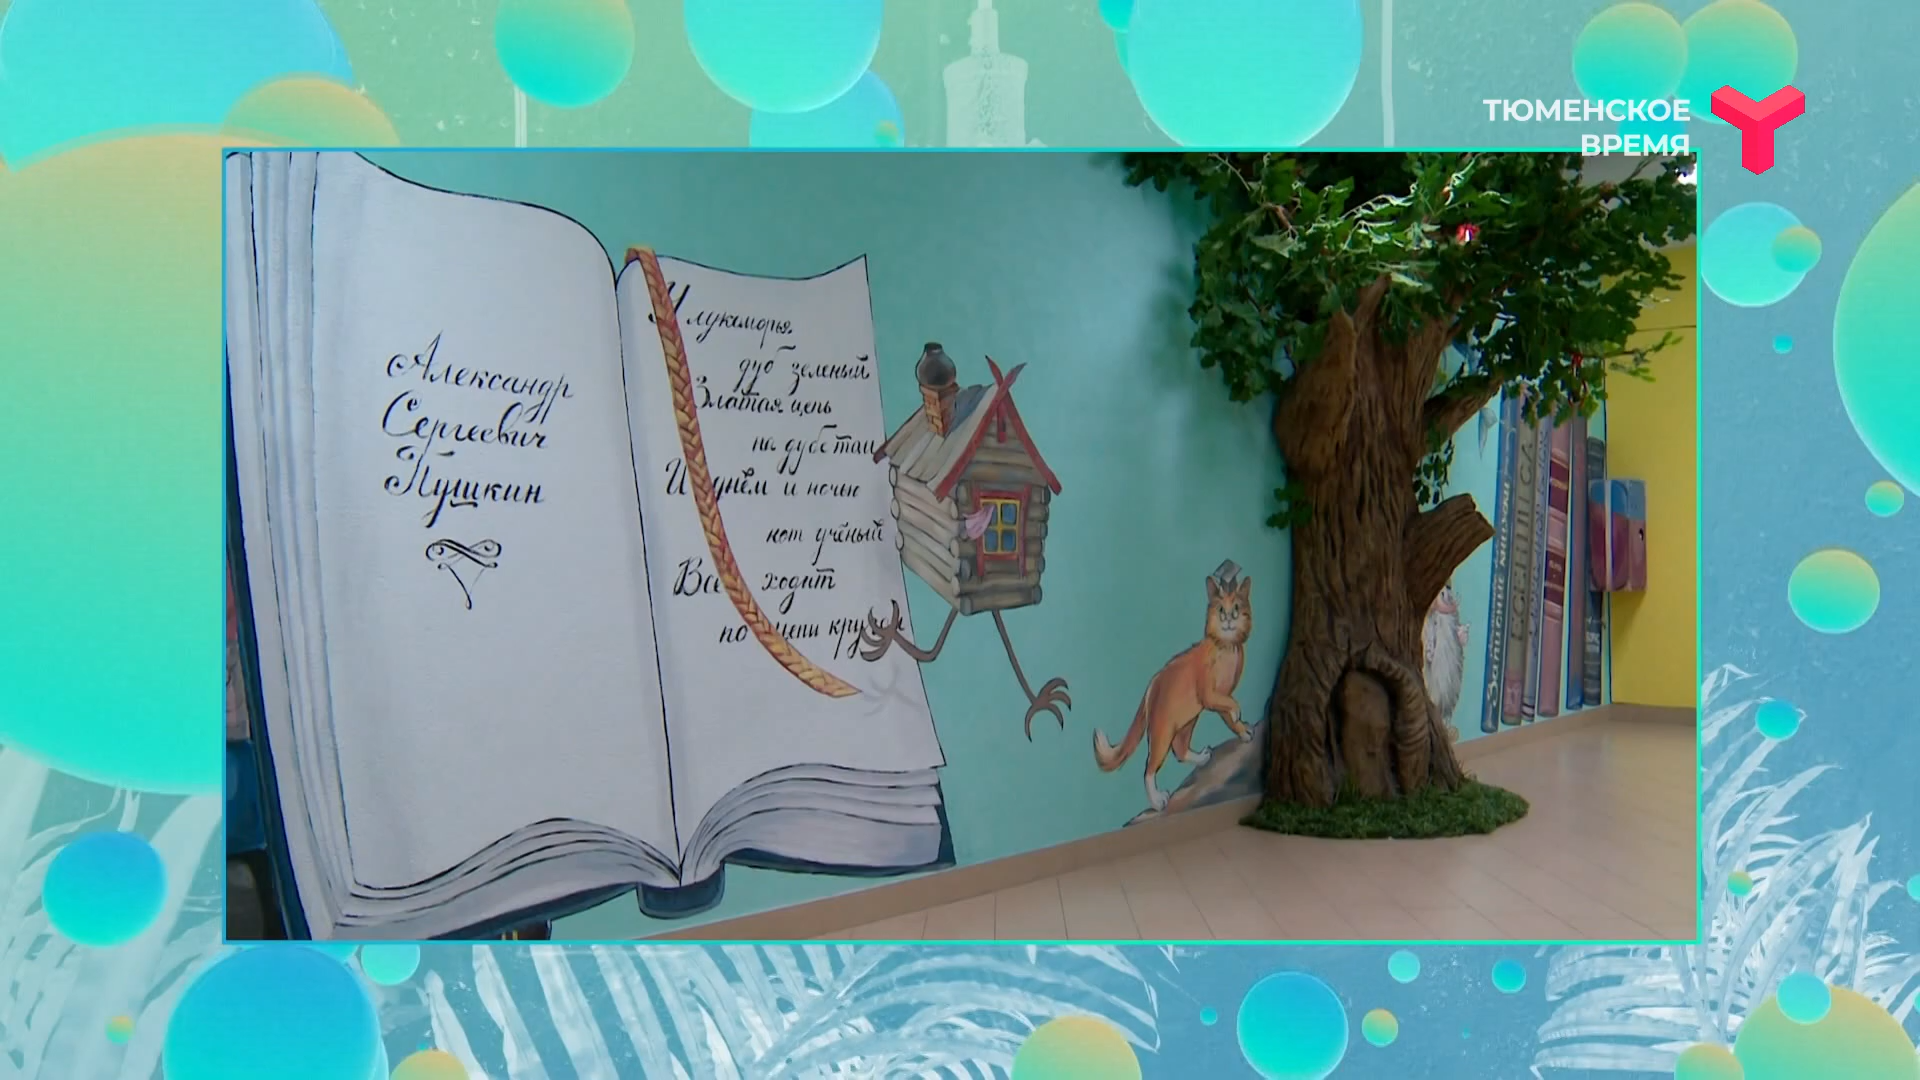 ТЮМЕНСКОЕ
ВРЕМЯ
Александр
Сергеевич
Пушкин
У лукоморья
дуб зеленый
Златая цепь
на дубе том
И днём и ночью
кот учёный
Все ходит
по цепи кругом